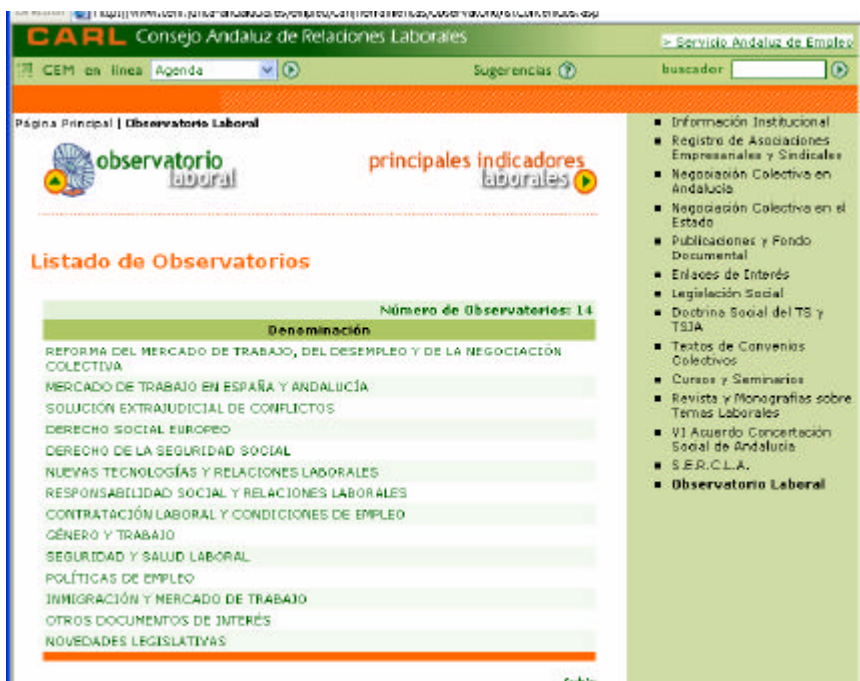 CARL Consejo Andaluz de Relaciones Laborales
> Servicio Andaluz de Empleo
CEM en línea Agenda
Sugerencias ?
buscador
Página Principal | Observatorio Laboral
observatorio
laboral
principales indicadores
laborales
Listado de Observatorios
Número de Observatorios: 14
Denominación
REFORMA DEL MERCADO DE TRABAJO, DEL DESEMPLEO Y DE LA NEGOCIACIÓN
COLECTIVA
MERCADO DE TRABAJO EN ESPAÑA Y ANDALUCÍA
SOLUCIÓN EXTRAJUDICIAL DE CONFLICTOS
DERECHO SOCIAL EUROPEO
DERECHO DE LA SEGURIDAD SOCIAL
NUEVAS TECNOLOGÍAS Y RELACIONES LABORALES
RESPONSABILIDAD SOCIAL Y RELACIONES LABORALES
CONTRATACIÓN LABORAL Y CONDICIONES DE EMPLEO
GÉNERO Y TRABAJO
SEGURIDAD Y SALUD LABORAL
POLÍTICAS DE EMPLEO
INMIGRACIÓN Y MERCADO DE TRABAJO
OTROS DOCUMENTOS DE INTERÉS
NOVEDADES LEGISLATIVAS
Información Institucional
Registro de Asociaciones
Empresariales y Sindicales
Negociación Colectiva en
Andalucía
Negociación Colectiva en el
Estado
Publicaciones y Fondo
Documental
Enlaces de Interés
Legislación Social
Doctrina Social del TS y
TSJA
Textos de Convenios
Colectivos
Cursos y Seminarios
Revista y Monografías sobre
Temas Laborales
VI Acuerdo Concertación
Social de Andalucía
S.E.R.C.L.A.
Observatorio Laboral